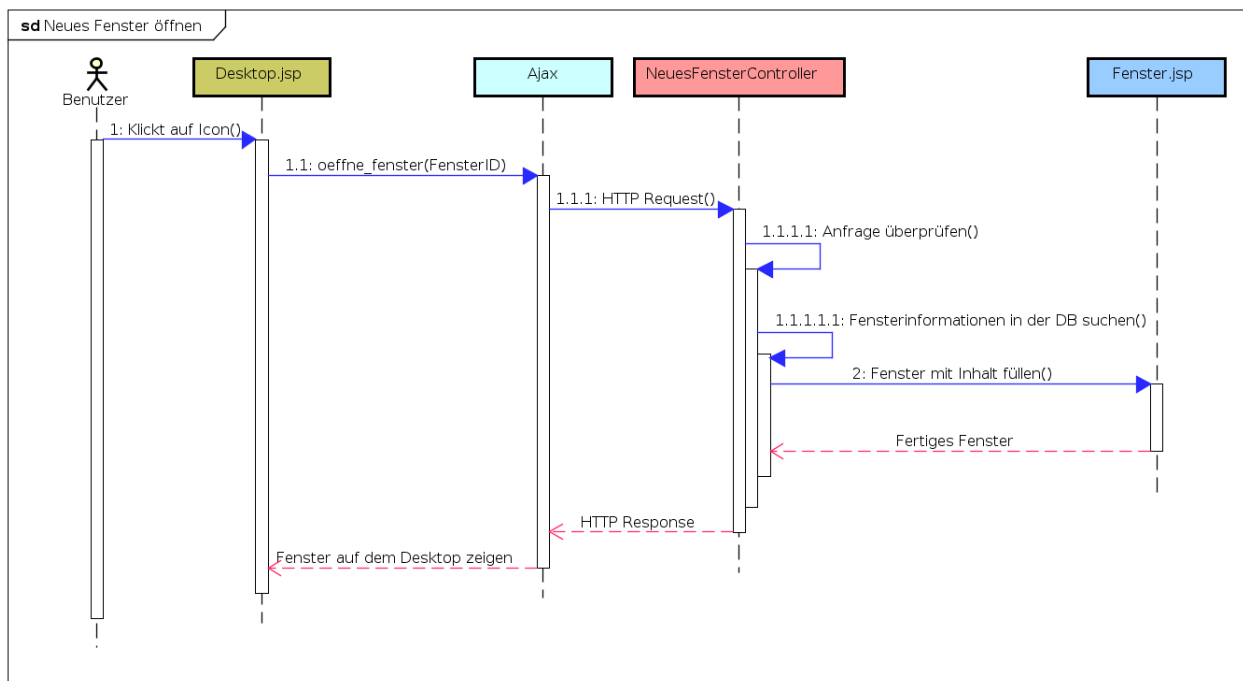 sd Neues Fenster öffnen
Benutzer
Desktop.jsp
Ajax
NeuesFensterController
Fenster.jsp
1: Klickt auf Icon()
1.1: oeffne_fenster(FensterID)
1.1.1: HTTP Request()
1.1.1.1: Anfrage überprüfen()
1.1.1.1.1: Fensterinformationen in der DB suchen()
2: Fenster mit Inhalt füllen()
Fertiges Fenster
HTTP Response
Fenster auf dem Desktop zeigen